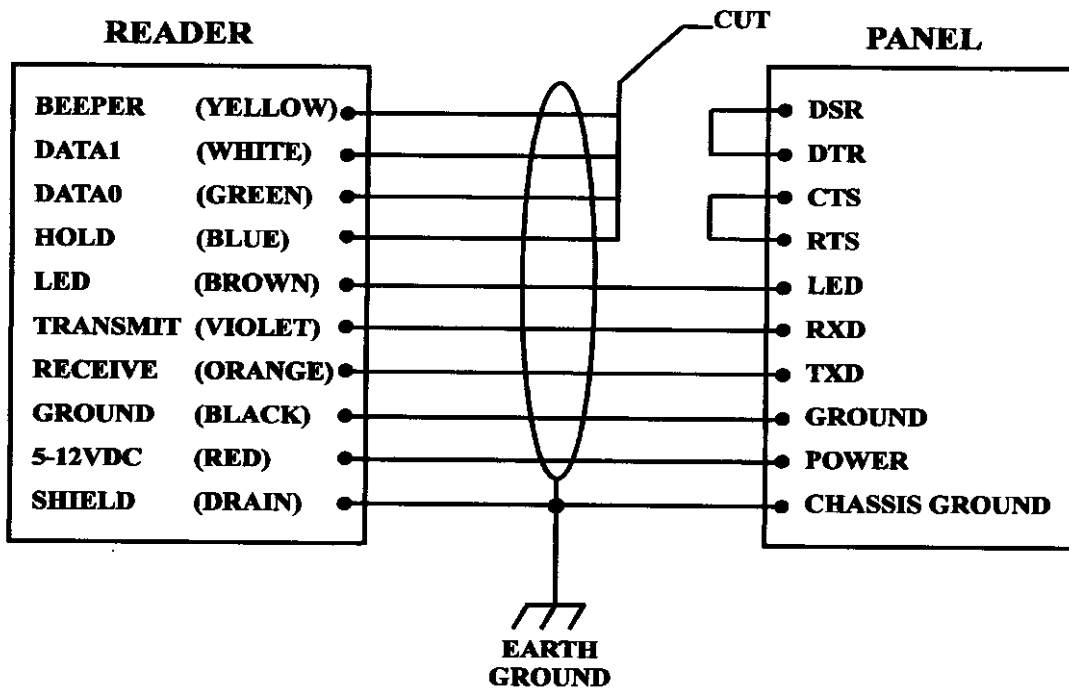 CUT
READER
PANEL
BEEPER (YELLOW)
DATA1 (WHITE)
DATA0 (GREEN)
HOLD (BLUE)
LED (BROWN)
TRANSMIT (VIOLET)
RECEIVE (ORANGE)
GROUND (BLACK)
5-12VDC (RED)
SHIELD (DRAIN)
DSR
DTR
CTS
RTS
LED
RXD
TXD
GROUND
POWER
CHASSIS GROUND
EARTH
GROUND